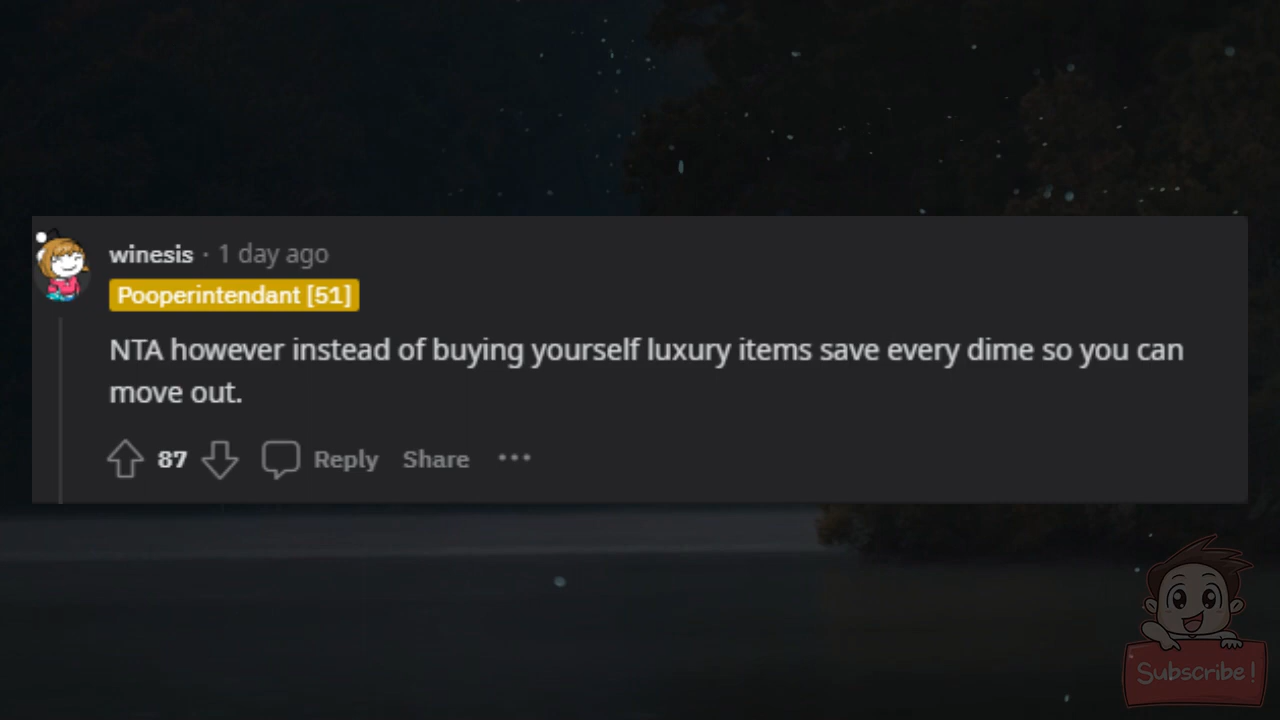 winesis · 1 day ago
Pooperintendant [51]
NTA however instead of buying yourself luxury items save every dime so you can
move out.
87 Reply Share ...
Subscribe!